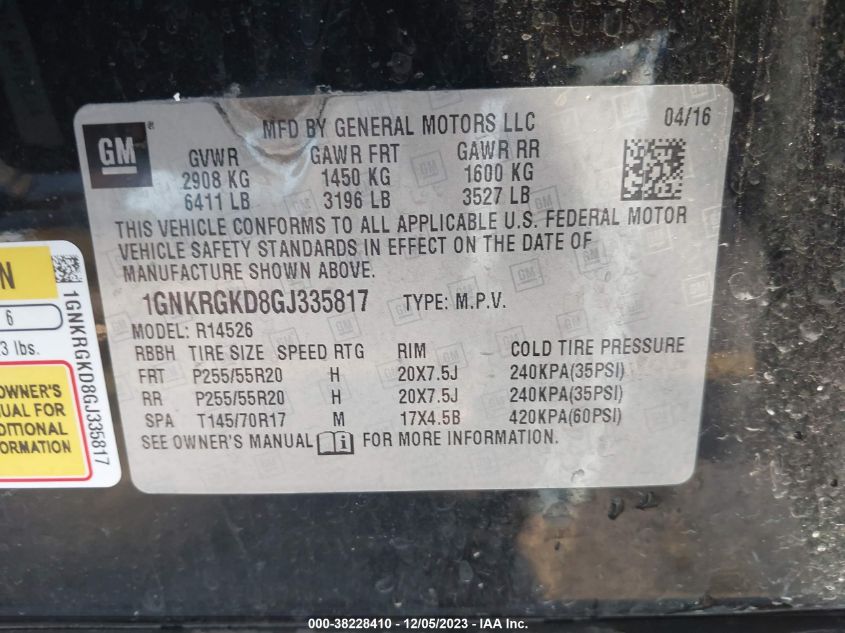 GM
®
MFD BY GENERAL MOTORS LLC 04/16
GVWR GAWR FRT GAWR RR
2908 KG 1450 KG 1600 KG
6411 LB 3196 LB 3527 LB
THIS VEHICLE CONFORMS TO ALL APPLICABLE U.S. FEDERAL MOTOR
VEHICLE SAFETY STANDARDS IN EFFECT ON THE DATE OF
MANUFACTURE SHOWN ABOVE.
1GNKRGKD8GJ335817 TYPE: M.P.V.
MODEL: R14526
RBBH TIRE SIZE SPEED RTG RIM COLD TIRE PRESSURE
FRT P255/55R20 H 20X7.5J 240KPA(35PSI)
RR P255/55R20 H 20X7.5J 240KPA(35PSI)
SPA T145/70R17 M 17X4.5B 420KPA(60PSI)
SEE OWNER'S MANUAL i FOR MORE INFORMATION.
N
6
3 lbs.
OWNER'S
MANUAL FOR
DITIONAL
ORMATION
1GNKRGKD8GJ335817
000-38228410 - 12/05/2023 - IAA Inc.